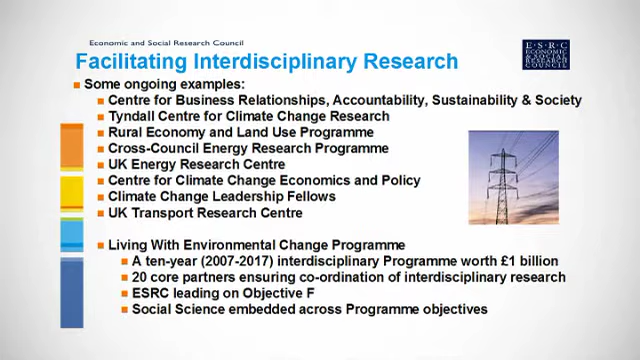 Economic and Social Research Council
E·S·R·C
ECONOMIC
& SOCIAL
RESEARCH
COUNCIL
Facilitating Interdisciplinary Research
Some ongoing examples:
Centre for Business Relationships, Accountability, Sustainability & Society
Tyndall Centre for Climate Change Research
Rural Economy and Land Use Programme
Cross-Council Energy Research Programme
UK Energy Research Centre
Centre for Climate Change Economics and Policy
Climate Change Leadership Fellows
UK Transport Research Centre
Living With Environmental Change Programme
A ten-year (2007-2017) interdisciplinary Programme worth £1 billion
20 core partners ensuring co-ordination of interdisciplinary research
ESRC leading on Objective F
Social Science embedded across Programme objectives